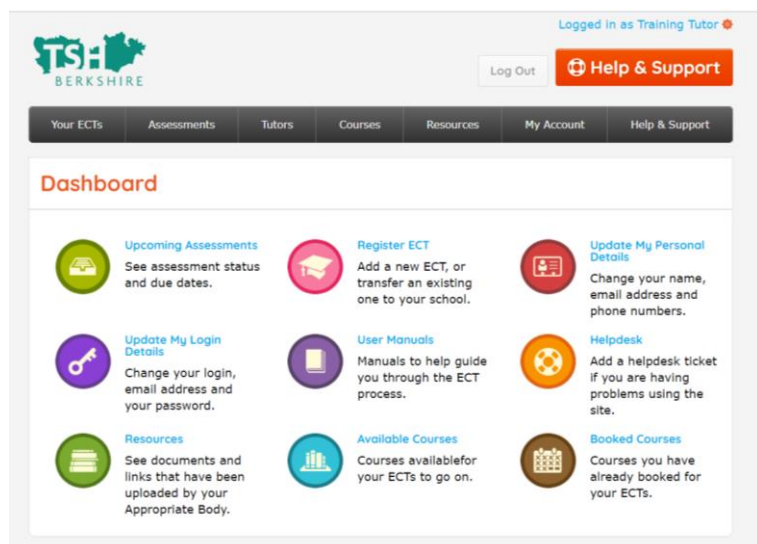 Logged in as Training Tutor
TSH
BERKSHIRE
Log Out
Help & Support
Your ECTs
Assessments
Tutors
Courses
Resources
My Account
Help & Support
Dashboard
Upcoming Assessments
See assessment status
and due dates.
Register ECT
Add a new ECT, or
transfer an existing
one to your school.
Update My Personal
Details
Change your name,
email address and
phone numbers.
Update My Login
Details
Change your login,
email address and
your password.
User Manuals
Manuals to help guide
you through the ECT
process.
Helpdesk
Add a helpdesk ticket
if you are having
problems using the
site.
Resources
See documents and
links that have been
uploaded by your
Appropriate Body.
Available Courses
Courses availablefor
your ECTs to go on.
Booked Courses
Courses you have
already booked for
your ECTs.